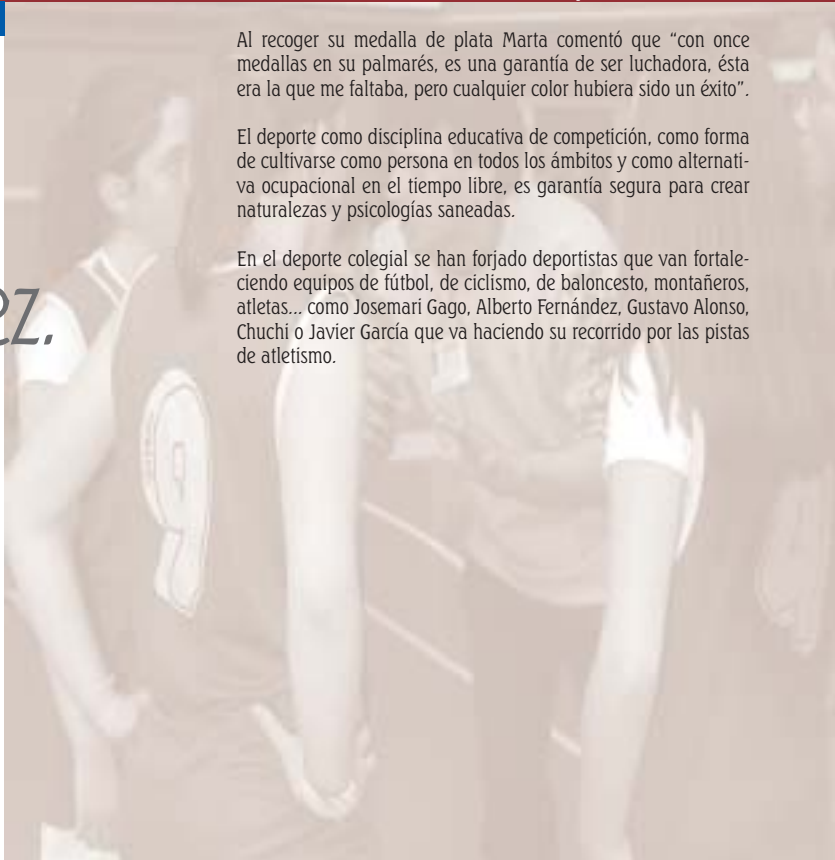 Al recoger su medalla de plata Marta comentó que “con once
medallas en su palmarés, es una garantía de ser luchadora, ésta
era la que me faltaba, pero cualquier color hubiera sido un éxito”.
El deporte como disciplina educativa de competición, como forma
de cultivarse como persona en todos los ámbitos y como alternati-
va ocupacional en el tiempo libre, es garantía segura para crear
naturalezas y psicologías saneadas.
En el deporte colegial se han forjado deportistas que van fortale-
ciendo equipos de fútbol, de ciclismo, de baloncesto, montañeros,
atletas... como Josemari Gago, Alberto Fernández, Gustavo Alonso,
Chuchi o Javier García que va haciendo su recorrido por las pistas
de atletismo.
ez.
9